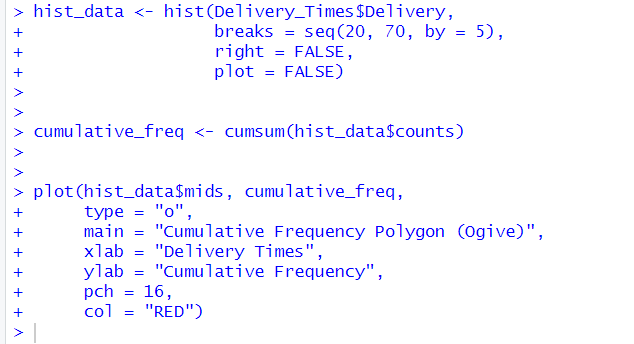 > hist_data <- hist(Delivery_Times$Delivery,
+                   breaks = seq(20, 70, by = 5),
+                   right = FALSE,
+                   plot = FALSE)
>
>
> cumulative_freq <- cumsum(hist_data$counts)
>
>
> plot(hist_data$mids, cumulative_freq,
+      type = "o",
+      main = "Cumulative Frequency Polygon (Ogive)",
+      xlab = "Delivery Times",
+      ylab = "Cumulative Frequency",
+      pch = 16,
+      col = "RED")
>